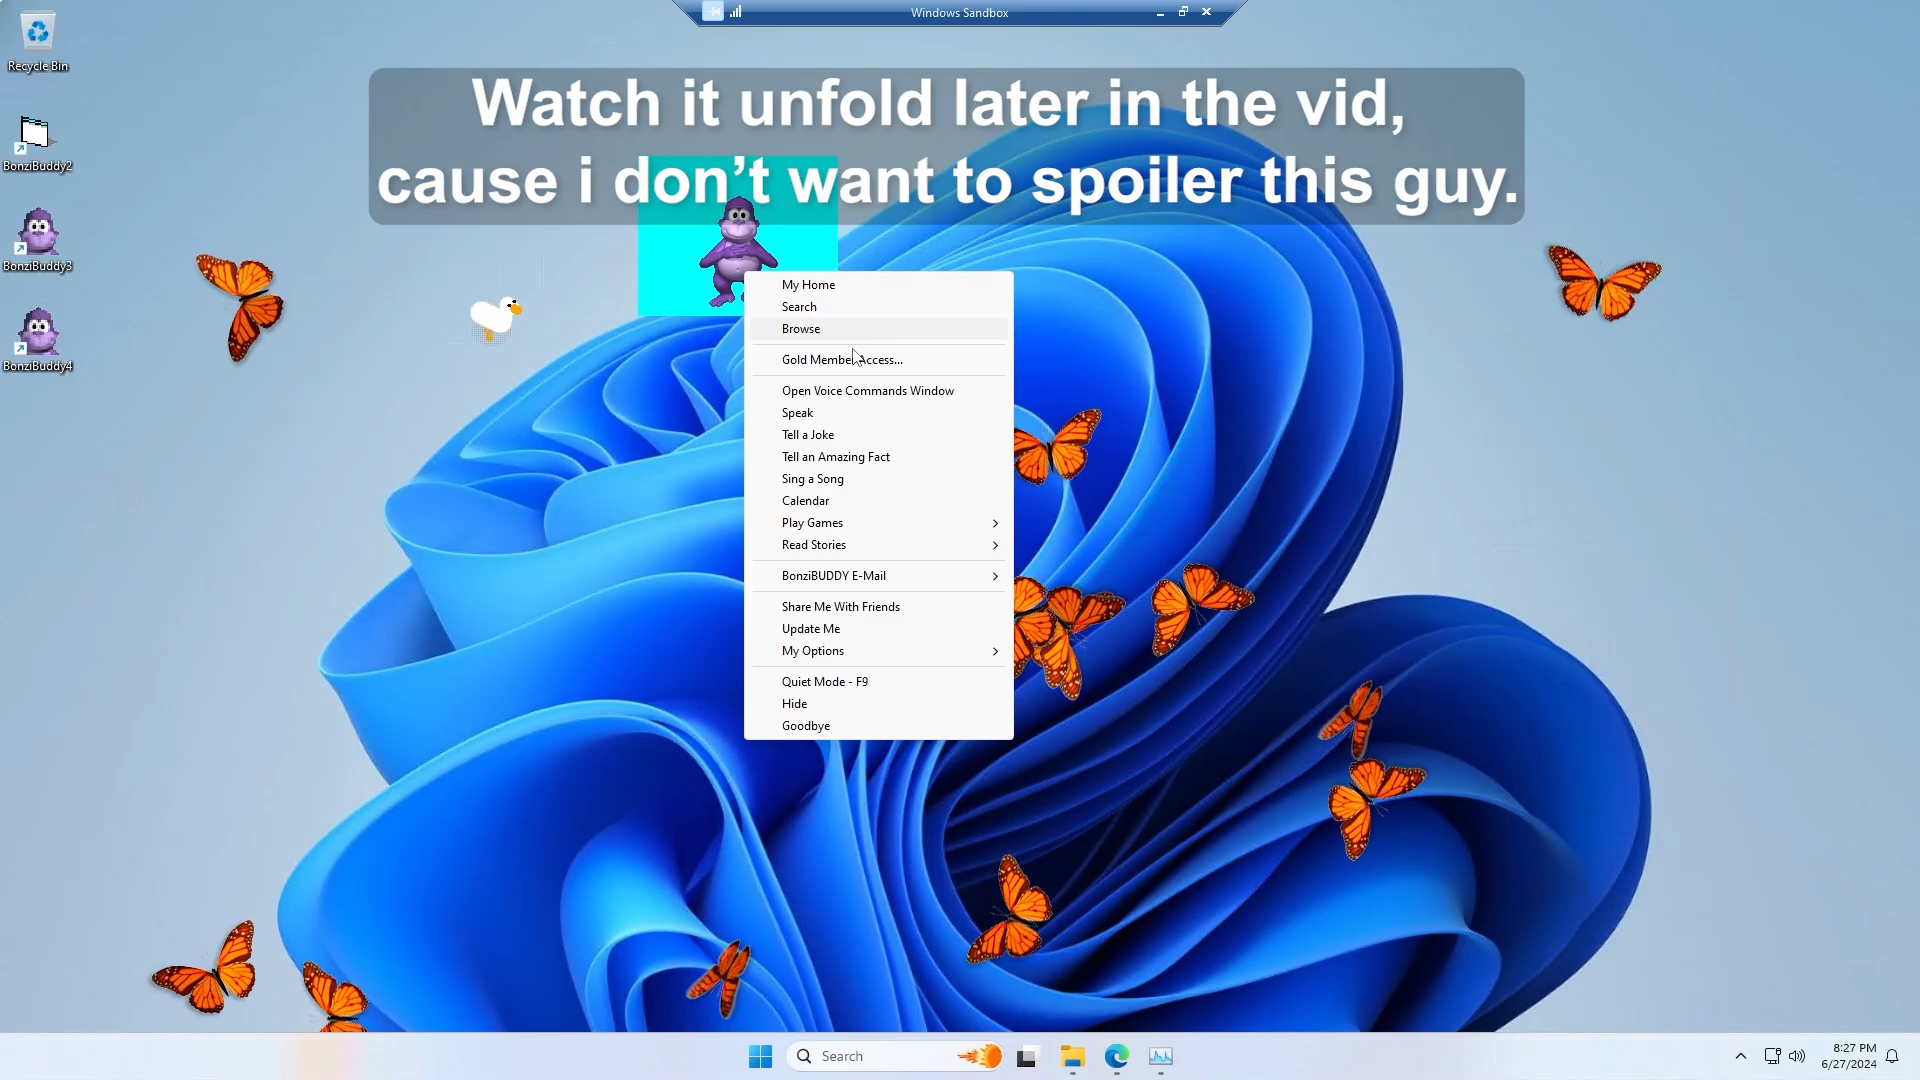 Windows Sandbox
Recycle Bin
Watch it unfold later in the vid,
cause i don't want to spoiler this guy.
BonziBuddy2
BonziBuddy3
BonziBuddy4
My Home
Search
Browse
Gold Member Access...
Open Voice Commands Window
Speak
Tell a Joke
Tell an Amazing Fact
Sing a Song
Calendar
Play Games
Read Stories
BonziBUDDY E-Mail
Share Me With Friends
Update Me
My Options
Quiet Mode - F9
Hide
Goodbye
Search
8:27 PM
6/27/2024